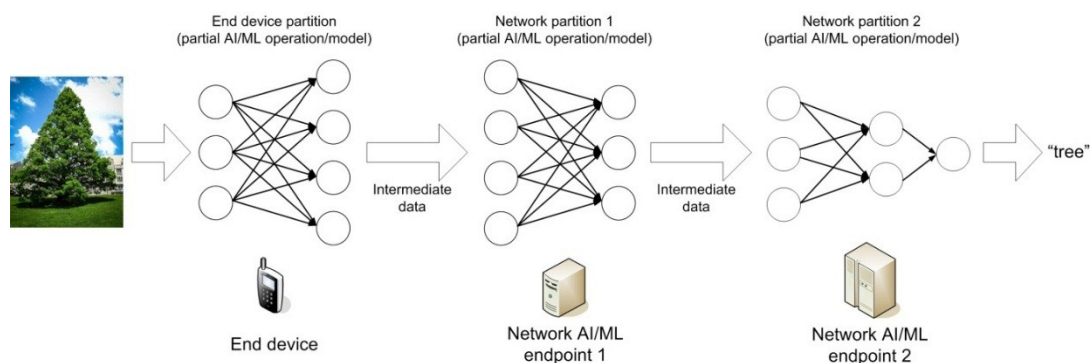 End device partition
(partial AI/ML operation/model)
Network partition 1
(partial AI/ML operation/model)
Network partition 2
(partial AI/ML operation/model)
Intermediate
data
Intermediate
data
“tree”
End device
Network AI/ML
endpoint 1
Network AI/ML
endpoint 2